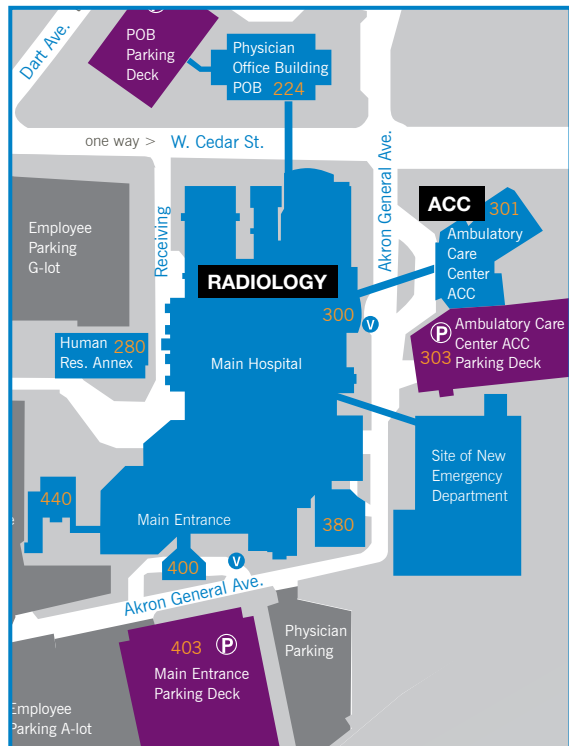 P
POB
Parking
Deck
Dart Ave.
Physician
Office Building
POB 224
one way > W. Cedar St.
Akron General Ave.
Receiving
Employee
Parking
G-lot
ACC
301
Ambulatory
Care
Center
ACC
RADIOLOGY
300
V
P
303
Ambulatory Care
Center ACC
Parking Deck
Human
Res. Annex
280
Main Hospital
Site of New
Emergency
Department
440
Main Entrance
380
400
V
Akron General Ave.
403 P
Main Entrance
Parking Deck
Physician
Parking
Employee
Parking A-lot